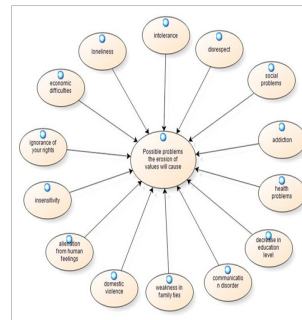 intolerance
disrespect
social
problems
addiction
health
problems
decrease in
education
level
communicatio
n disorder
weakness in
family ties
domestic
violence
alienation
from human
feelings
insensitivity
ignorance of
your rights
economic
difficulties
loneliness
Possible problems
the erosion of
values will cause